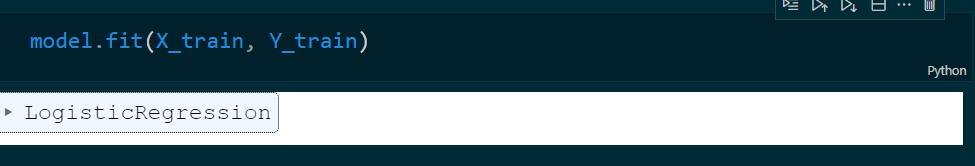 model.fit(X_train, Y_train)
Python
LogisticRegression